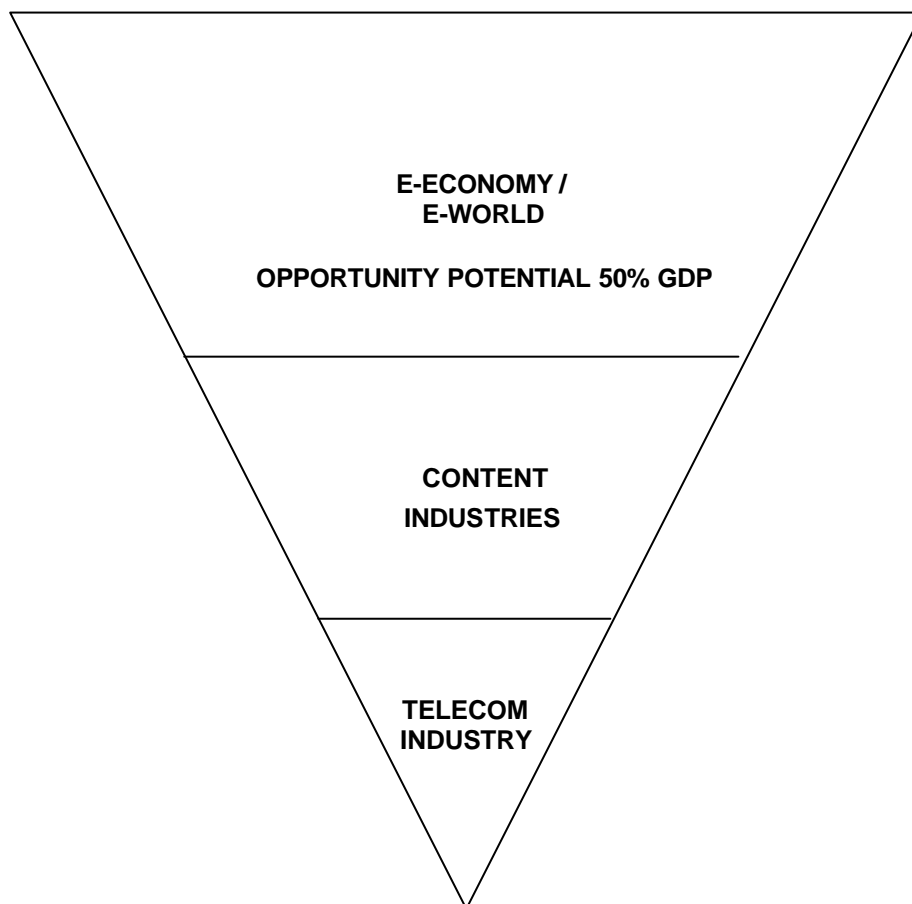 E-ECONOMY /
E-WORLD
OPPORTUNITY POTENTIAL 50% GDP
CONTENT
INDUSTRIES
TELECOM
INDUSTRY